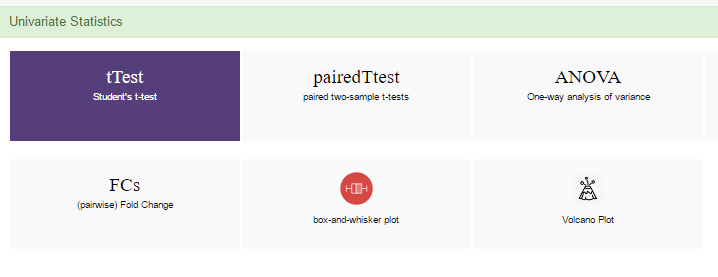 Univariate Statistics
tTest
Student's t-test
pairedTtest
paired two-sample t-tests
ANOVA
One-way analysis of variance
FCs
(pairwise) Fold Change
box-and-whisker plot
Volcano Plot